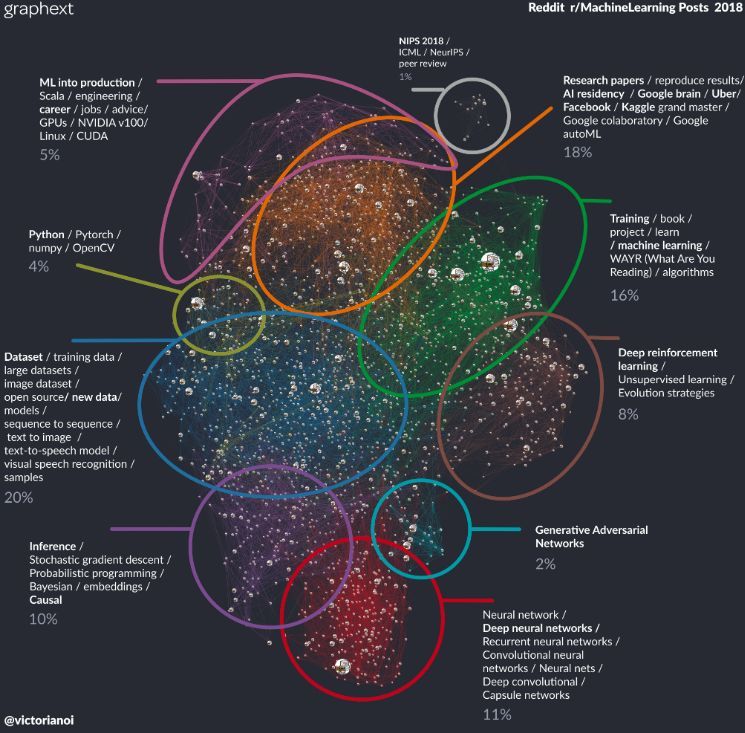 graphext
Reddit r/MachineLearning Posts 2018
NIPS 2018 /
ICML / NeurIPS /
peer review
1%
ML into production /
Scala / engineering /
career / jobs / advice/
GPUs / NVIDIA v100/
Linux / CUDA
5%
Research papers / reproduce results/
AI residency / Google brain / Uber/
Facebook / Kaggle grand master /
Google colaboratory / Google
autoML
18%
Python / Pytorch /
numpy / OpenCV
4%
Training / book /
project / learn
/ machine learning /
WAYR (What Are You
Reading) / algorithms
16%
Dataset / training data /
large datasets /
image dataset /
open source/ new data/
models /
sequence to sequence /
text to image /
text-to-speech model /
visual speech recognition /
samples
20%
Deep reinforcement
learning /
Unsupervised learning /
Evolution strategies
8%
Inference /
Stochastic gradient descent /
Probabilistic programming /
Bayesian / embeddings /
Causal
10%
Generative Adversarial
Networks
2%
Neural network /
Deep neural networks /
Recurrent neural networks /
Convolutional neural
networks / Neural nets /
Deep convolutional /
Capsule networks
11%
@victorianoi